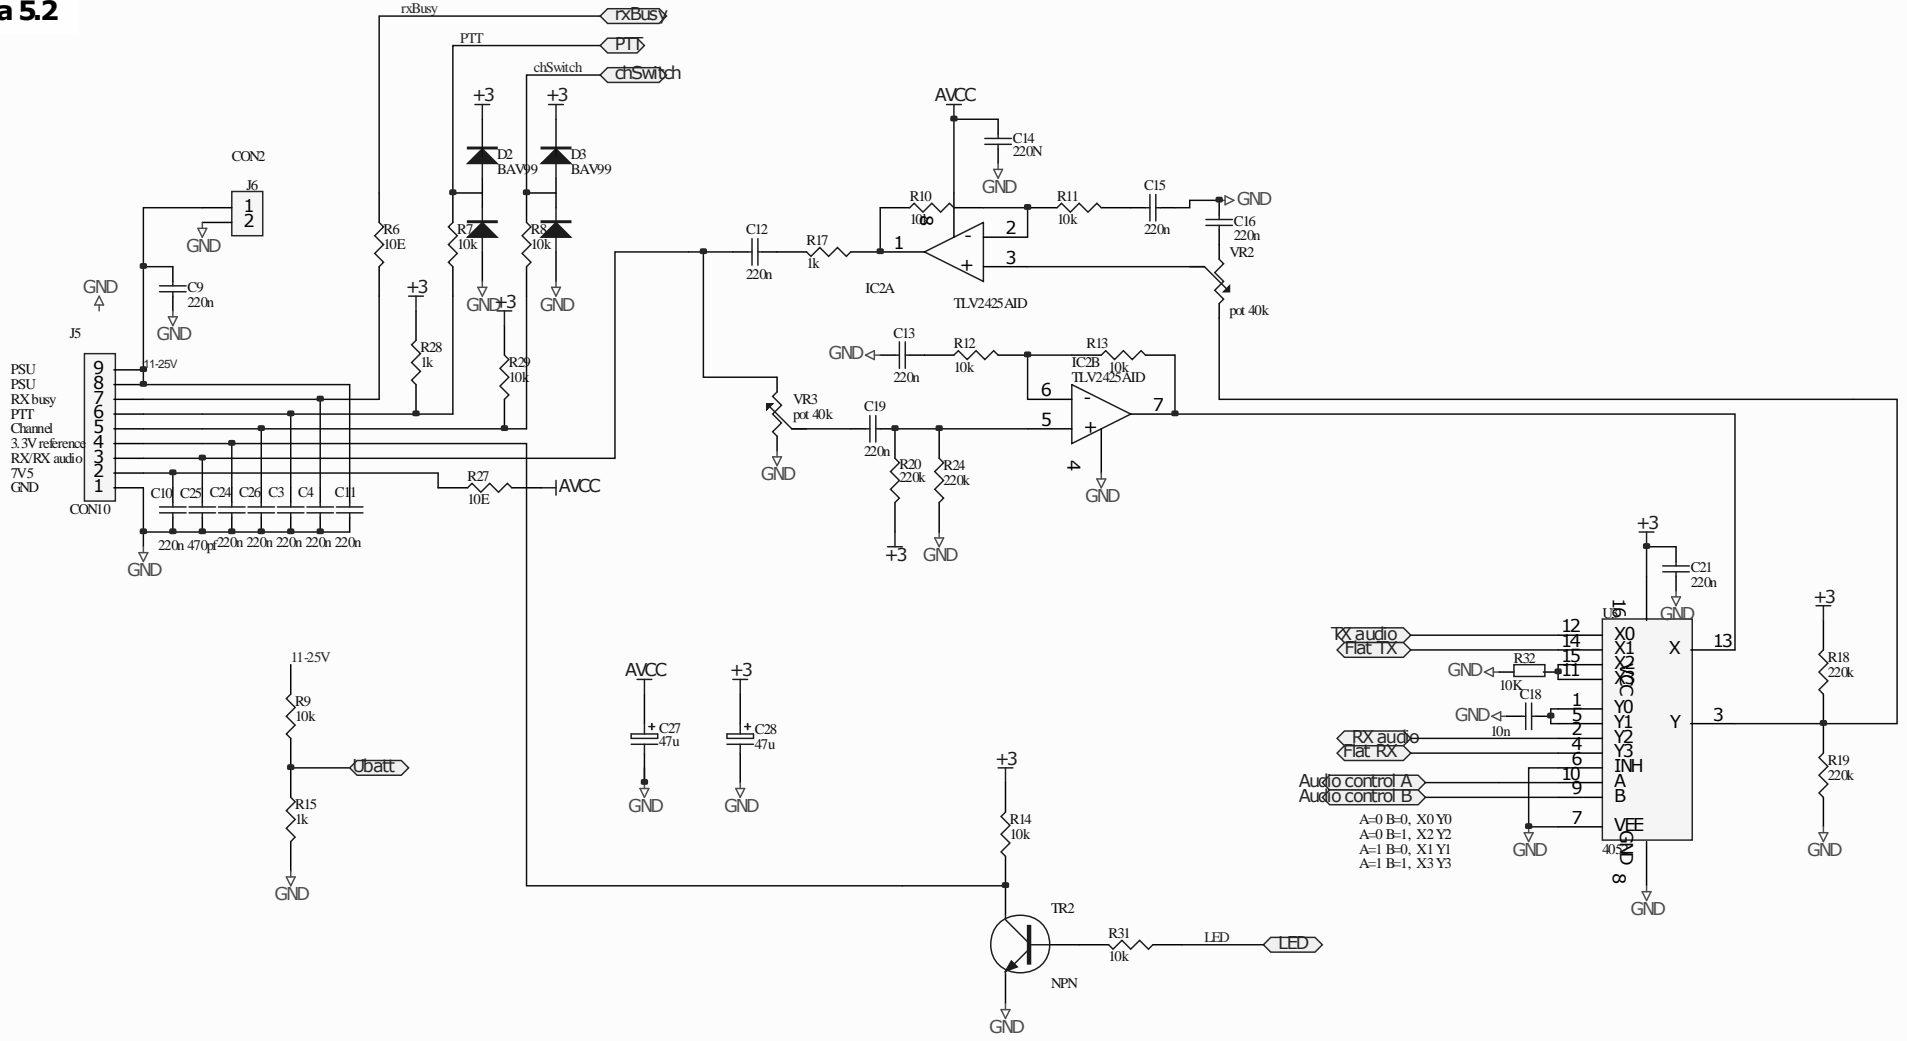 a 5.2
rxBusy
rxBusy
PTT
PTT
chSwitch
chSwitch
+3
+3
D2
BAV99
D3
BAV99
CON2
J6
1
2
GND
R6
10E
R7
10k
R8
10k
GND
GND
C9
220n
GND
GND
+3
R28
1k
+3
R29
10k
J5
11-25V
PSU 9
PSU 8
RX busy 7
PTT 6
Channel 5
3.3V reference 4
RX/RX audio 3
7V5 2
GND 1
CON10
C10 C25 C24 C26 C3 C4 C11
220n 470pf 220n 220n 220n 220n 220n
GND
R27
10E
AVCC
AVCC
C14
220N
GND
R10
10k
8
R11
10k
C15
220n
GND
C16
220n
VR2
pot 40k
C12
220n
R17
1k
1
2
3
-
+
IC2A
TLV2425AID
GND
C13
220n
R12
10k
R13
10k
IC2B
TLV2425AID
VR3
pot 40k
GND
C19
220n
6
5
7
-
+
4
GND
R20
220k
R24
220k
+3
GND
+3
C21
220n
GND
16
TX audio 12 X0
Flat TX 14 X1
GND R32 15 X2
10K 11 X3
VCC
X 13
GND C18 1 Y0
10n 5 Y1
Y 3
RX audio 2 Y2
Flat RX 4 Y3
6 INH
Audio control A 10 A
Audio control B 9 B
7 VEE
GND
8
GND
GND
A=0 B=0, X0 Y0
A=0 B=1, X2 Y2
A=1 B=0, X1 Y1
A=1 B=1, X3 Y3
+3
R18
220k
R19
220k
GND
11-25V
R9
10k
Ubatt
R15
1k
GND
AVCC
+
C27
47u
GND
+3
+
C28
47u
GND
+3
R14
10k
TR2
NPN
GND
R31
10k
LED
LED